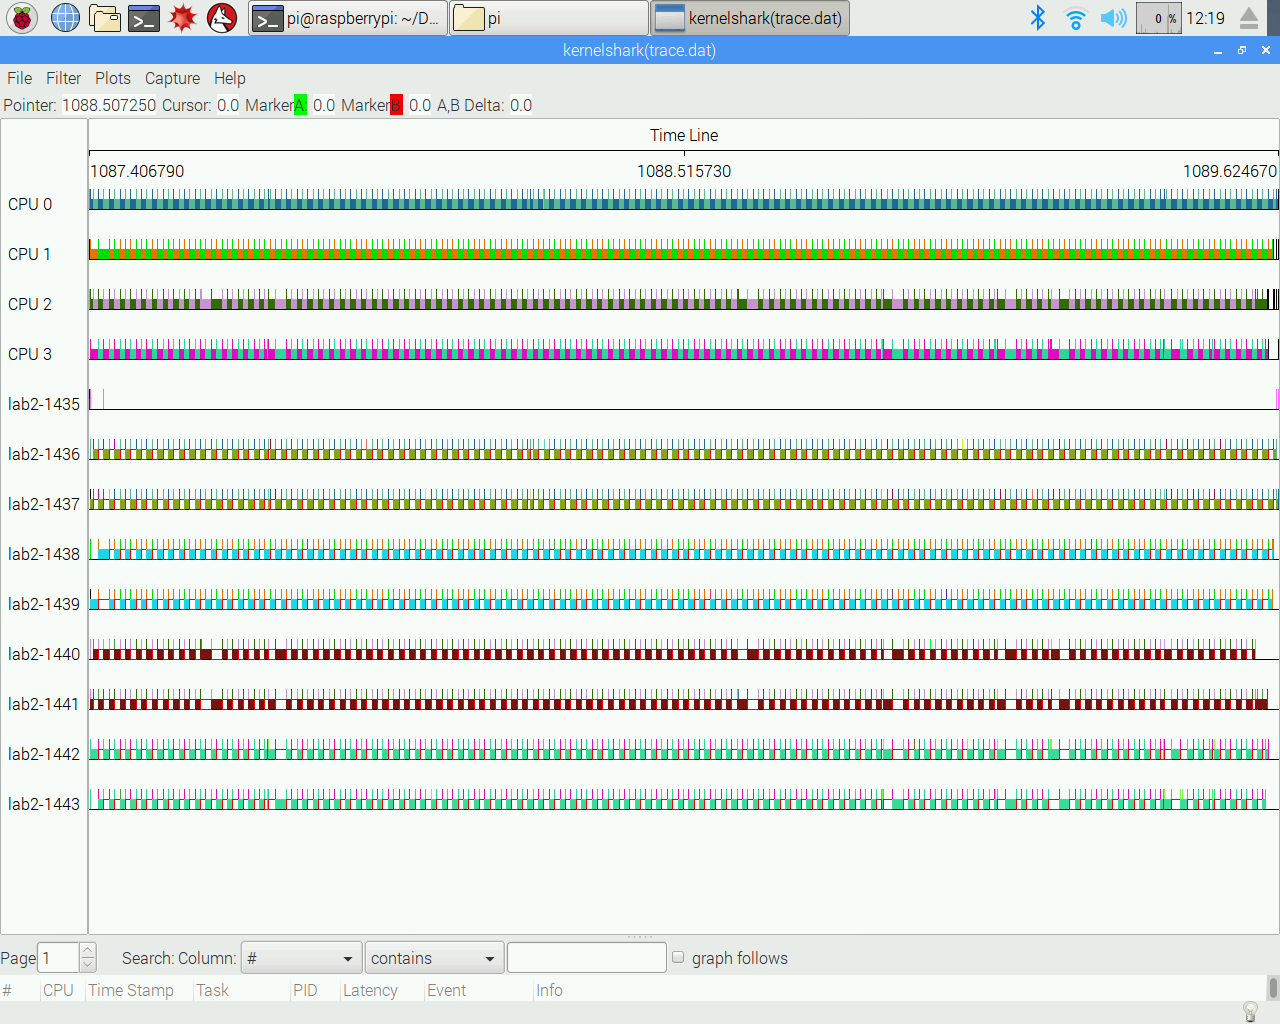 pi@raspberrypi: ~/D... pi kernelshark(trace.dat) 0 % 12:19
kernelshark(trace.dat)
File Filter Plots Capture Help
Pointer: 1088.507250 Cursor: 0.0 Marker A: 0.0 Marker B: 0.0 A,B Delta: 0.0
Time Line
1087.406790 1088.515730 1089.624670
CPU 0
CPU 1
CPU 2
CPU 3
lab2-1435
lab2-1436
lab2-1437
lab2-1438
lab2-1439
lab2-1440
lab2-1441
lab2-1442
lab2-1443
Page 1 Search: Column: # contains graph follows
# CPU Time Stamp Task PID Latency Event Info